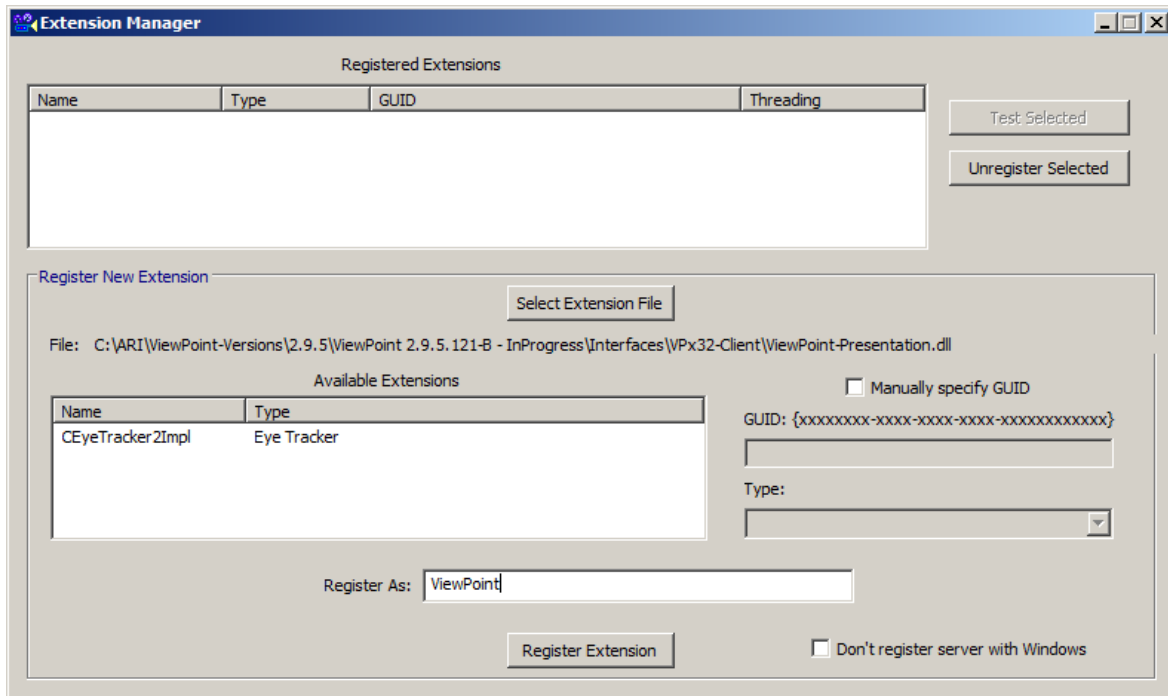 Extension Manager
Registered Extensions
Name Type GUID Threading
Test Selected
Unregister Selected
Register New Extension
Select Extension File
File: C:\ARI\ViewPoint-Versions\2.9.5\ViewPoint 2.9.5.121-B - InProgress\Interfaces\VPx32-Client\ViewPoint-Presentation.dll
Available Extensions
Manually specify GUID
Name Type
GUID: {xxxxxxxx-xxxx-xxxx-xxxx-xxxxxxxxxxxx}
CEyeTracker2Impl Eye Tracker
Type:
Register As: ViewPoint
Register Extension
Don't register server with Windows